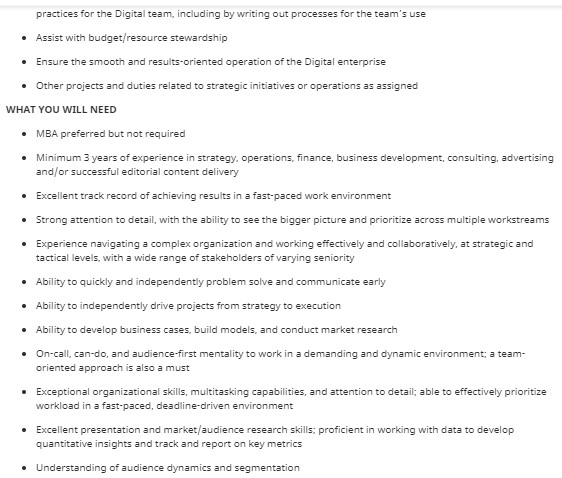 practices for the Digital team, including by writing out processes for the team's use
• Assist with budget/resource stewardship
• Ensure the smooth and results-oriented operation of the Digital enterprise
• Other projects and duties related to strategic initiatives or operations as assigned
WHAT YOU WILL NEED
• MBA preferred but not required
• Minimum 3 years of experience in strategy, operations, finance, business development, consulting, advertising
and/or successful editorial content delivery
• Excellent track record of achieving results in a fast-paced work environment
• Strong attention to detail, with the ability to see the bigger picture and prioritize across multiple workstreams
• Experience navigating a complex organization and working effectively and collaboratively, at strategic and
tactical levels, with a wide range of stakeholders of varying seniority
• Ability to quickly and independently problem solve and communicate early
• Ability to independently drive projects from strategy to execution
• Ability to develop business cases, build models, and conduct market research
• On-call, can-do, and audience-first mentality to work in a demanding and dynamic environment; a team-
oriented approach is also a must
• Exceptional organizational skills, multitasking capabilities, and attention to detail; able to effectively prioritize
workload in a fast-paced, deadline-driven environment
• Excellent presentation and market/audience research skills; proficient in working with data to develop
quantitative insights and track and report on key metrics
• Understanding of audience dynamics and segmentation